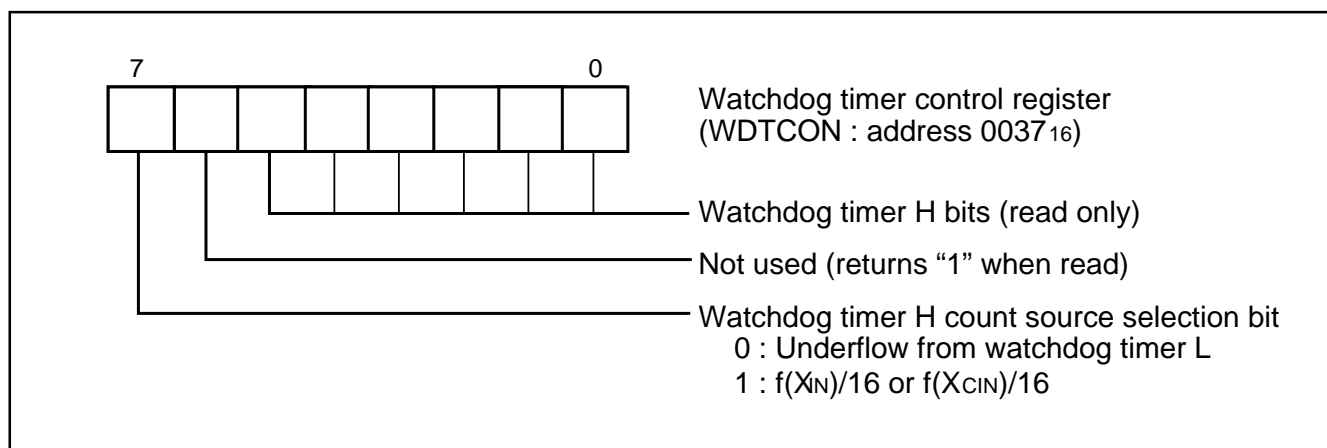 7 0
Watchdog timer control register
(WDTCON : address 003716)
Watchdog timer H bits (read only)
Not used (returns “1” when read)
Watchdog timer H count source selection bit
0 : Underflow from watchdog timer L
1 : f(XIN)/16 or f(XCIN)/16